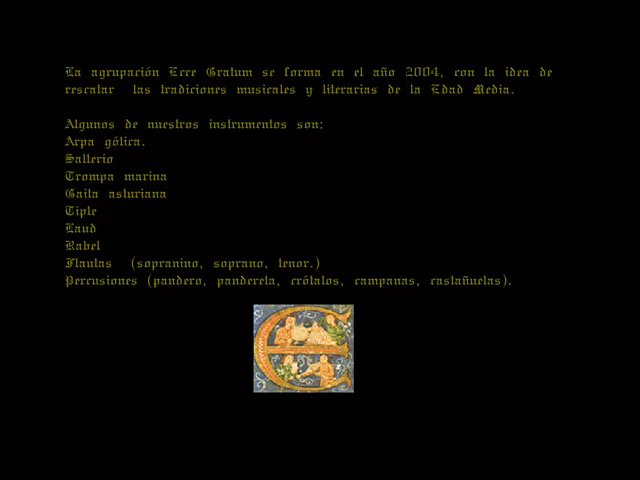 La agrupación Ecce Gratum se forma en el año 2004, con la idea de
rescatar las tradiciones musicales y literarias de la Edad Media.
Algunos de nuestros instrumentos son:
Arpa gótica.
Salterio
Trompa marina
Gaita asturiana
Tiple
Laud
Rabel
Flautas (sopranino, soprano, tenor.)
Percusiones (pandero, pandereta, crótalos, campanas, castañuelas).